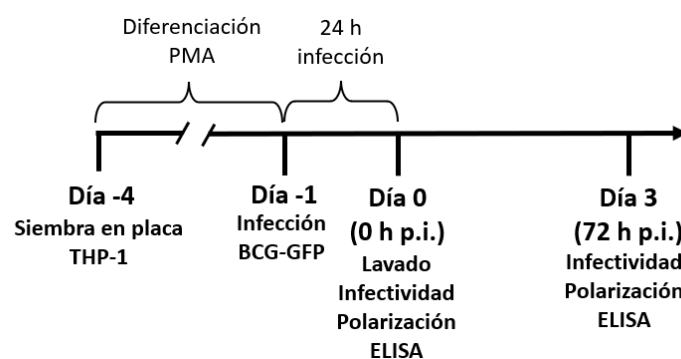 Diferenciación
PMA
24 h
infección
Día -4
Siembra en placa
THP-1
Día -1
Infección
BCG-GFP
Día 0
(0 h p.i.)
Lavado
Infectividad
Polarización
ELISA
Día 3
(72 h p.i.)
Infectividad
Polarización
ELISA